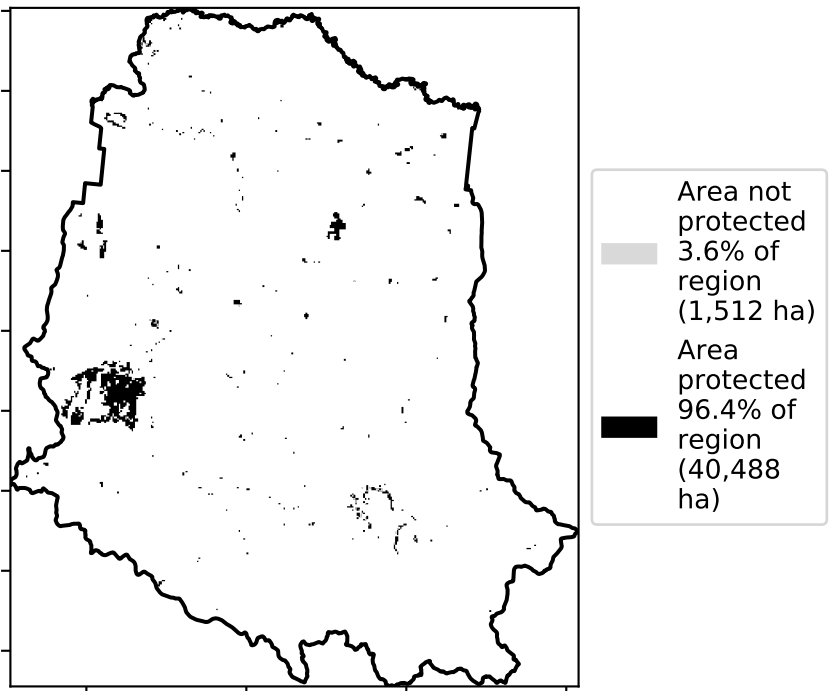 Area not
protected
3.6% of
region
(1,512 ha)
Area
protected
96.4% of
region
(40,488
ha)